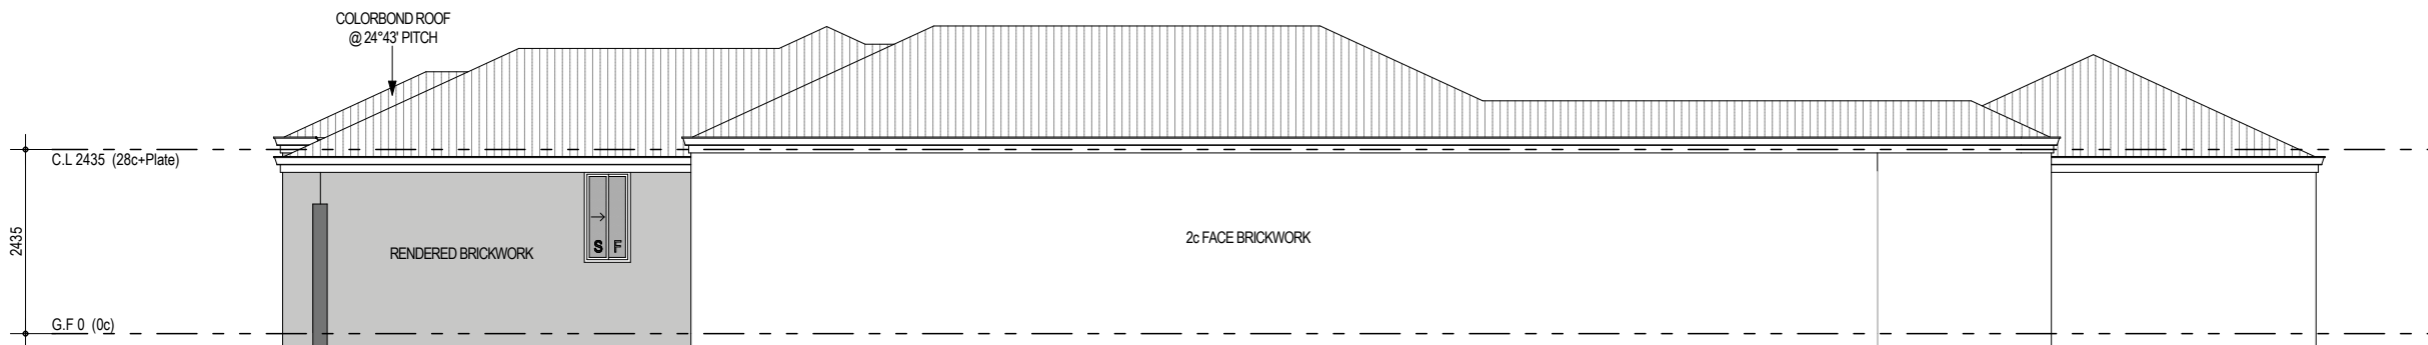 COLORBOND ROOF
@ 24°43' PITCH
C.L 2435 (28c+Plate)
2435
S F
RENDERED BRICKWORK
2c FACE BRICKWORK
G.F 0 (0c)